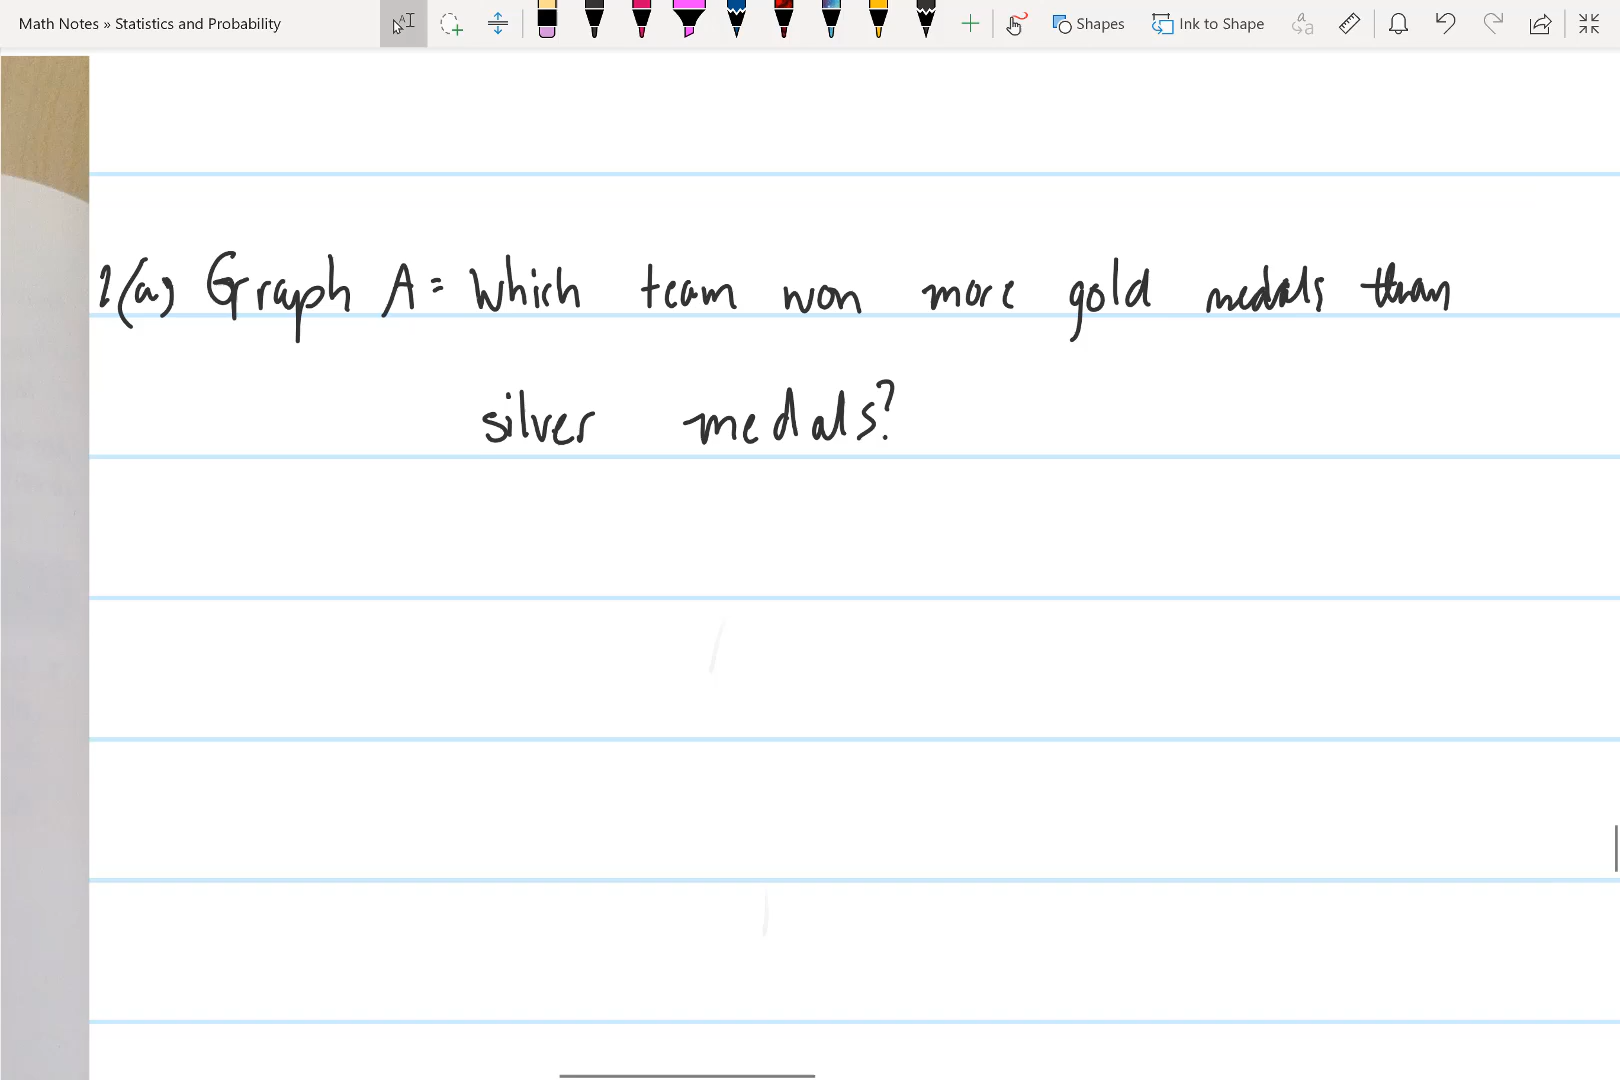 Math Notes » Statistics and Probability
Shapes
Ink to Shape
1(a) Graph A = Which team won more gold medals than
silver medals?